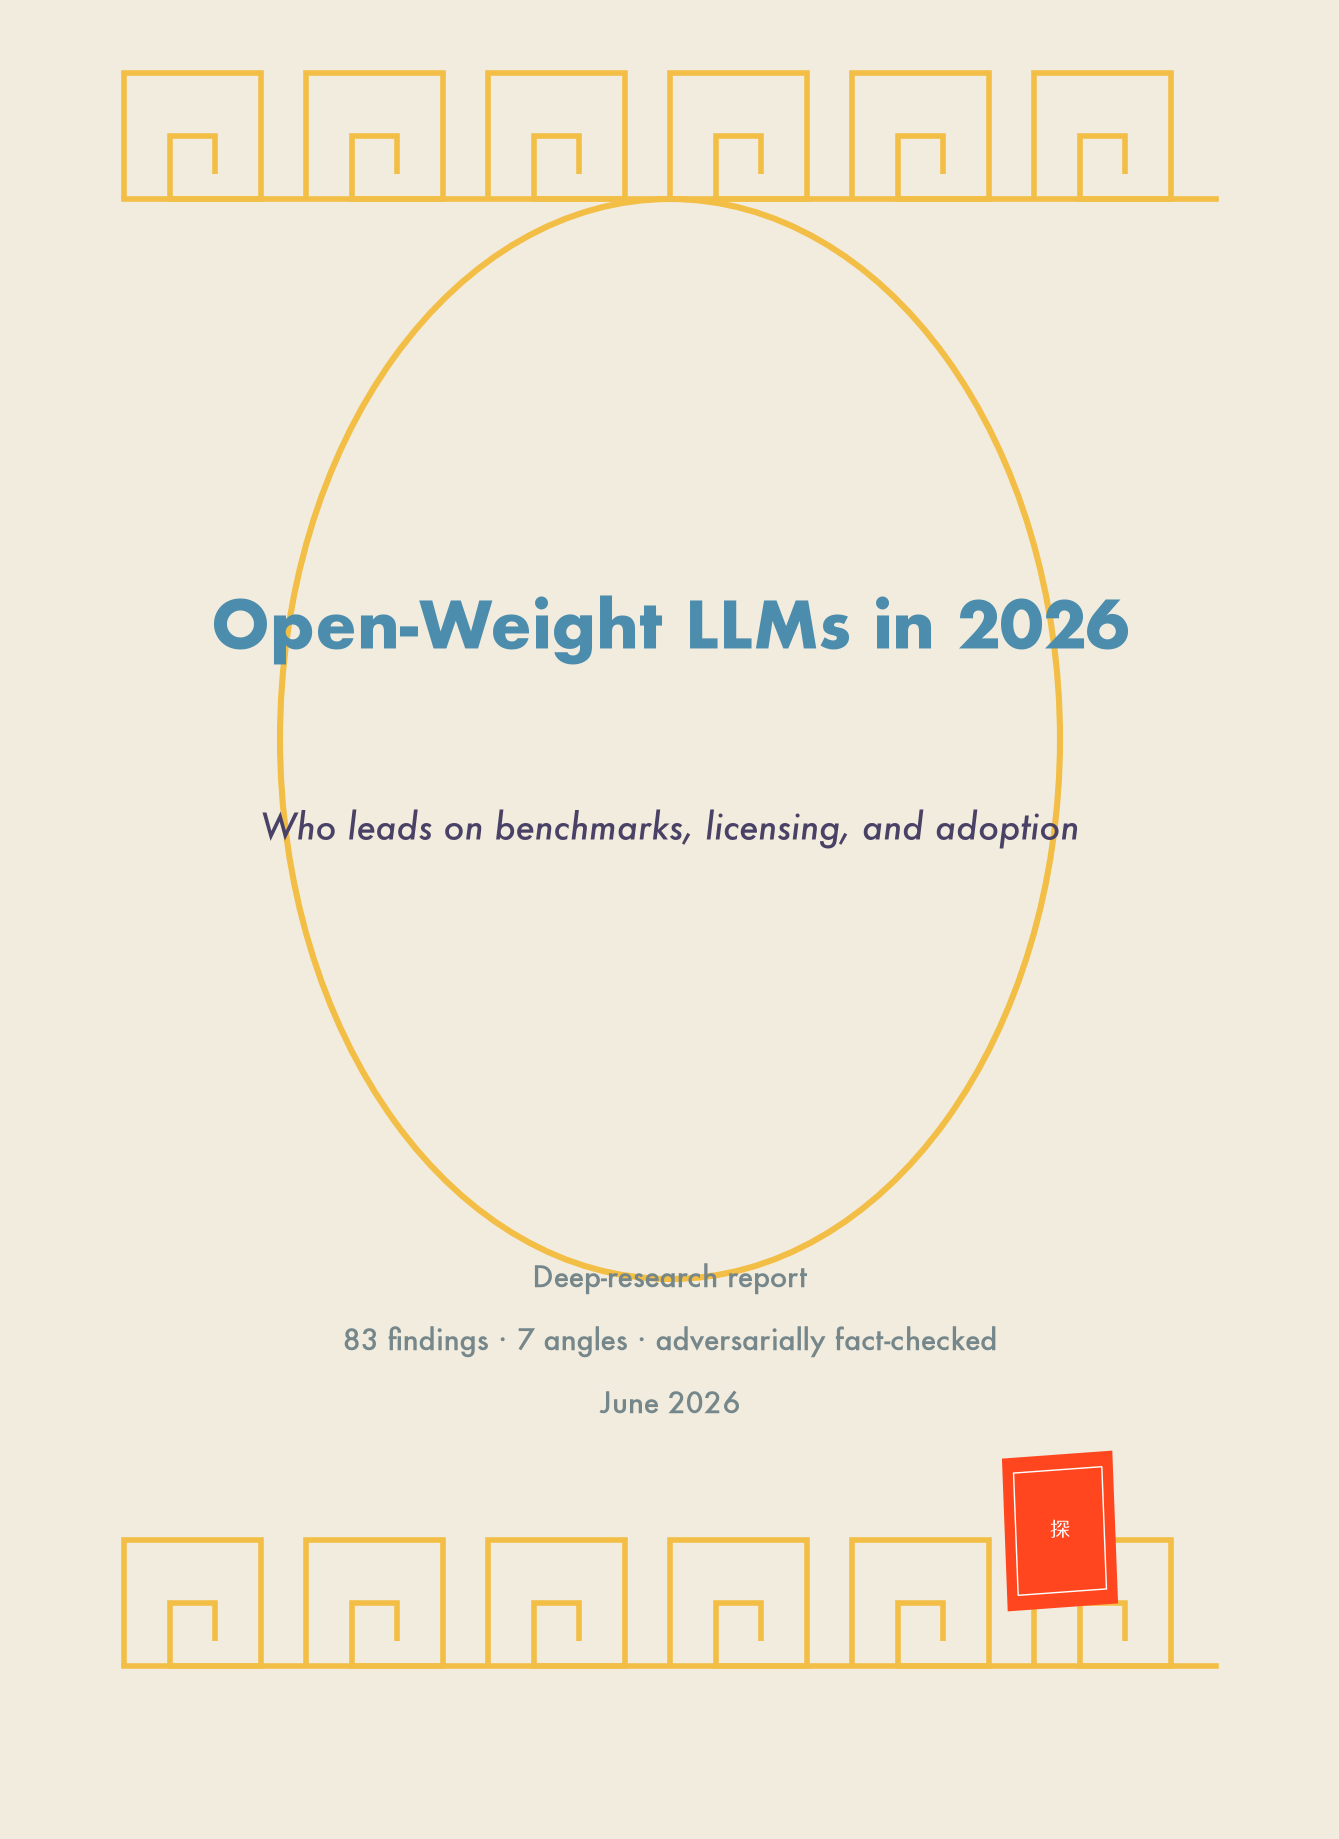 Open-Weight LLMs in 2026
Who leads on benchmarks, licensing, and adoption
Deep-research report
83 findings · 7 angles · adversarially fact-checked
June 2026
探